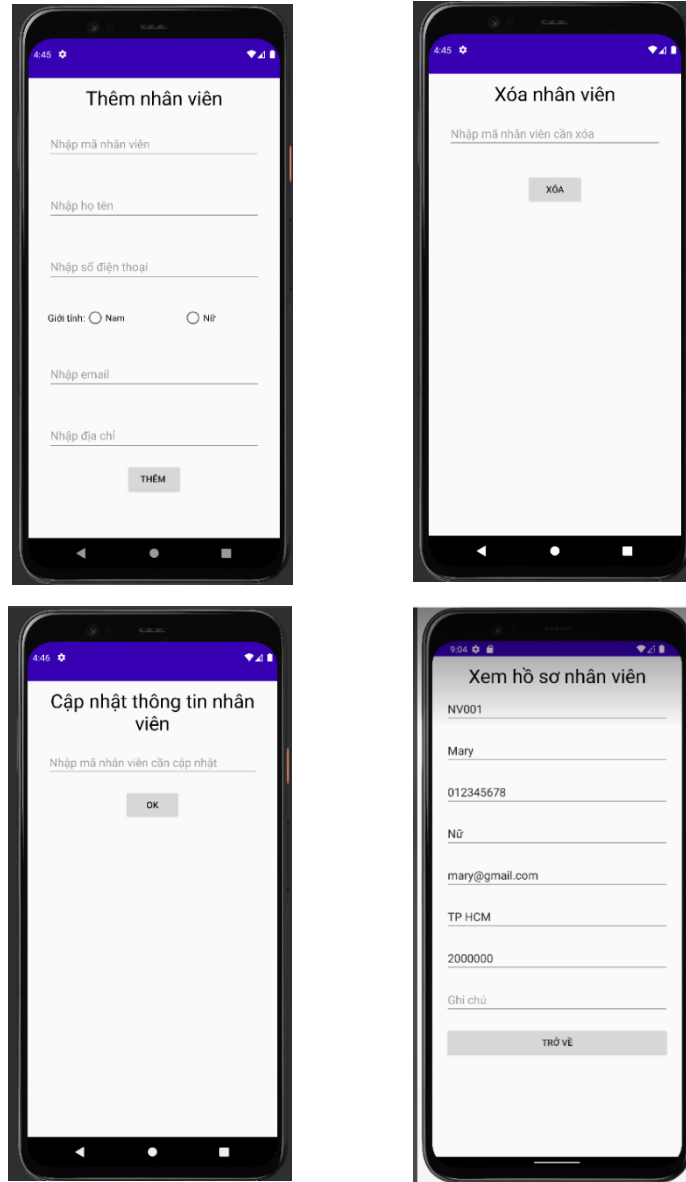 4:45
Thêm nhân viên
Nhập mã nhân viên
Nhập họ tên
Nhập số điện thoại
Giới tính: Nam Nữ
Nhập email
Nhập địa chỉ
THÊM
4:45
Xóa nhân viên
Nhập mã nhân viên cần xóa
XÓA
4:46
Cập nhật thông tin nhân
viên
Nhập mã nhân viên cần cập nhật
OK
9:04
Xem hồ sơ nhân viên
NV001
Mary
012345678
Nữ
mary@gmail.com
TP HCM
2000000
Ghi chú
TRỞ VỀ